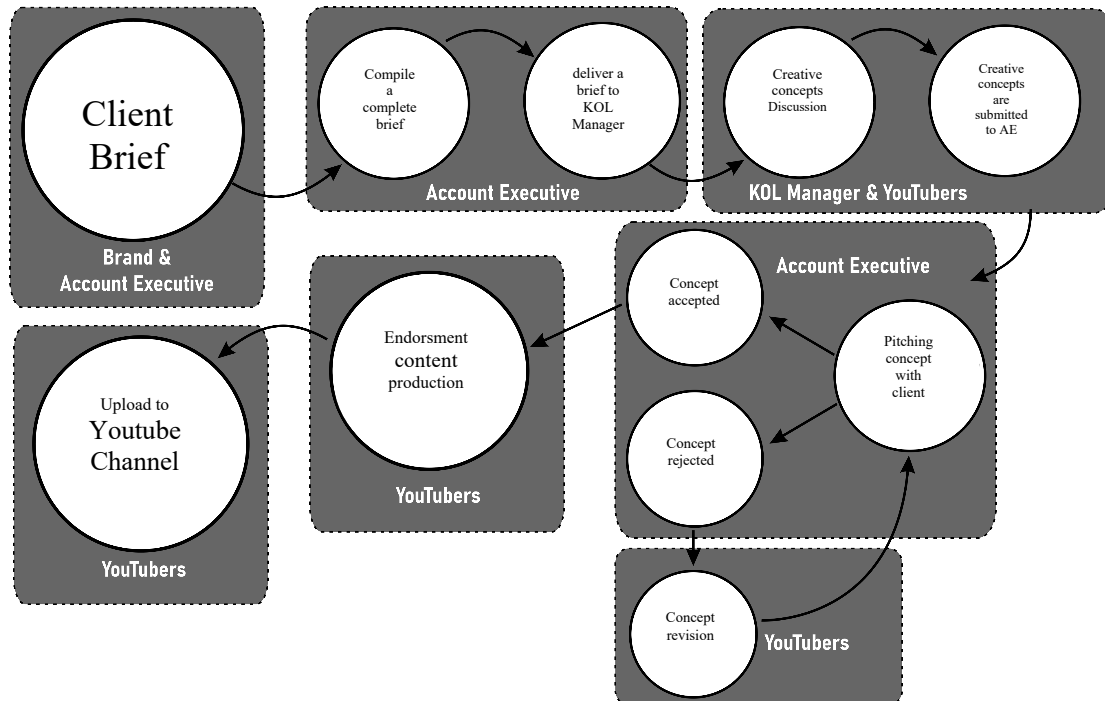 Client
Brief
Brand &
Account Executive
Compile
a
complete
brief
deliver a
brief to
KOL
Manager
Account Executive
Creative
concepts
Discussion
Creative
concepts
are
submitted
to AE
KOL Manager & YouTubers
Account Executive
Pitching
concept
with
client
Concept
accepted
Concept
rejected
Concept
revision
YouTubers
Endorsment
content
production
YouTubers
Upload to
Youtube
Channel
YouTubers